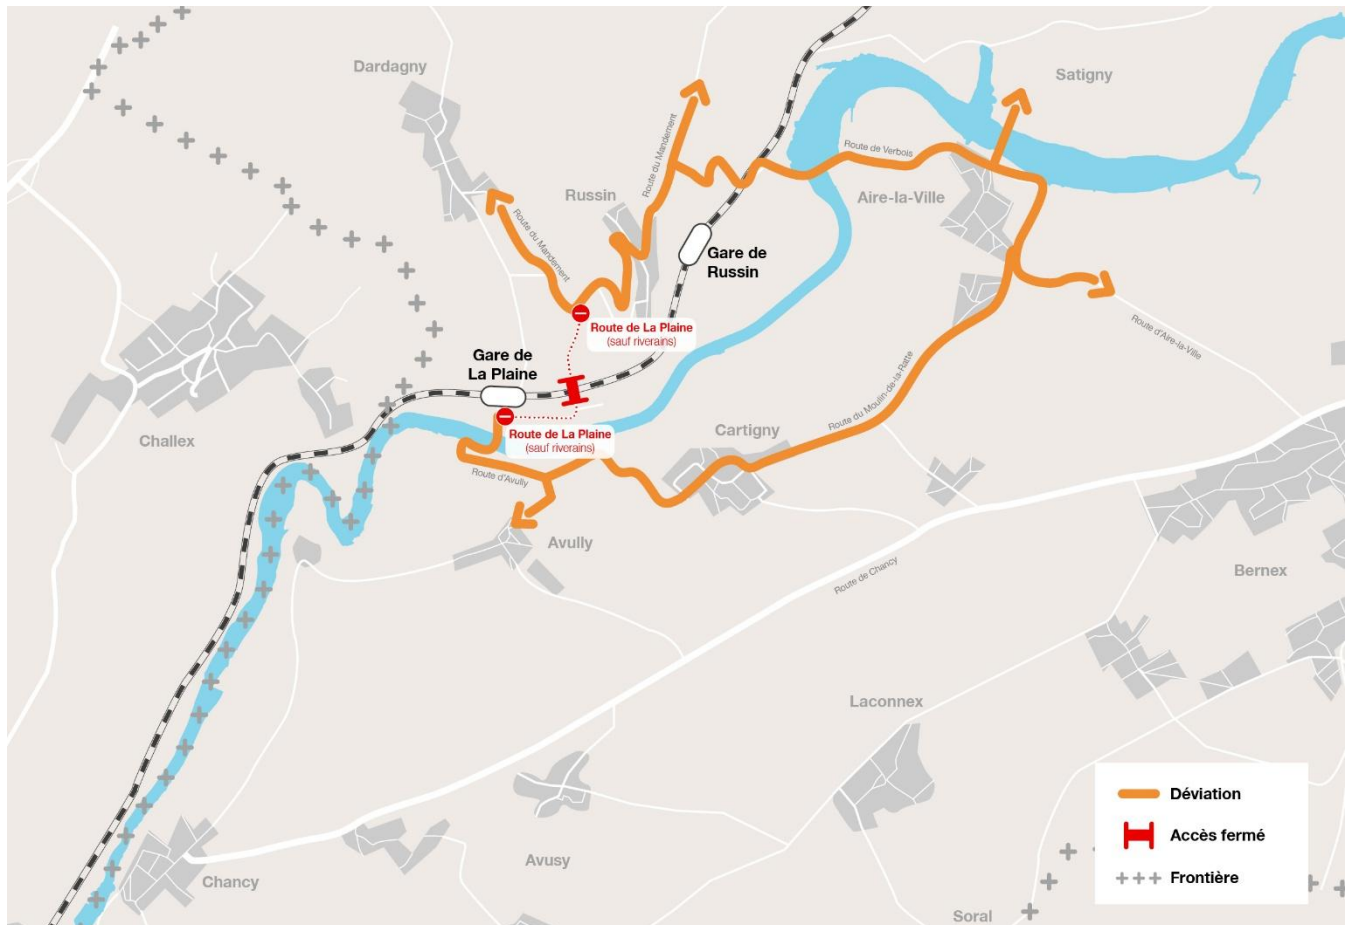 Dardagny
Satigny
Route du Mandement
Route de Verbois
Russin
Aire-la-Ville
Route du Mandement
Gare de
Russin
Route de La Plaine
(sauf riverains)
Route d'Aire-la-Ville
Gare de
La Plaine
Route du Moulin-de-la-Ratte
Challex
Route de La Plaine
(sauf riverains)
Cartigny
Route d'Avully
Avully
Route de Chancy
Bernex
Laconnex
Déviation
Accès fermé
Frontière
Avusy
Chancy
Soral